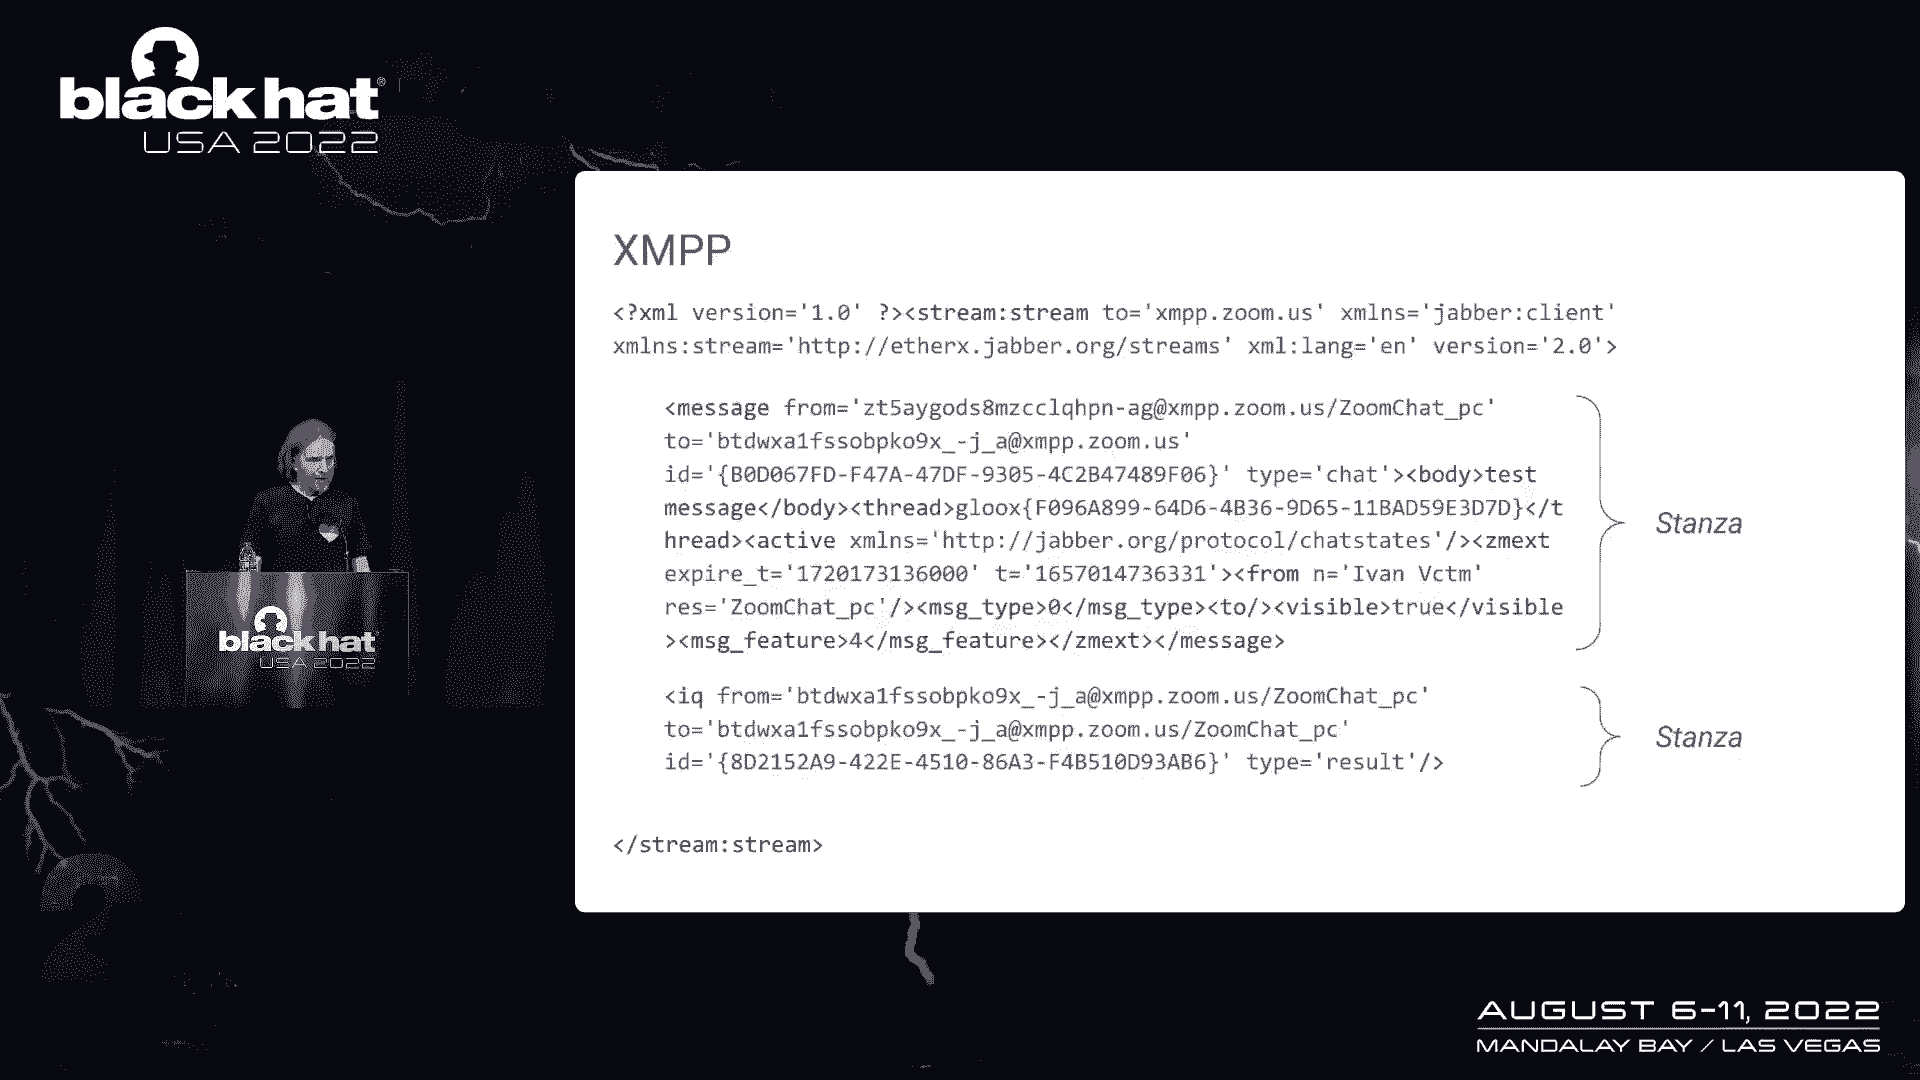 black hat®
USA 2022
XMPP
<?xml version='1.0' ?><stream:stream to='xmpp.zoom.us' xmlns='jabber:client'
xmlns:stream='http://etherx.jabber.org/streams' xml:lang='en' version='2.0'>
<message from='zt5aygods8mzcclqhpn-ag@xmpp.zoom.us/ZoomChat_pc'
to='btdwxa1fssobpko9x_-j_a@xmpp.zoom.us'
id='{B0D067FD-F47A-47DF-9305-4C2B47489F06}' type='chat'><body>test
message</body><thread>gloox{F096A899-64D6-4B36-9D65-11BAD59E3D7D}</t
hread><active xmlns='http://jabber.org/protocol/chatstates'/><zmext
expire_t='1720173136000' t='1657014736331'><from n='Ivan Vctm'
res='ZoomChat_pc'/><msg_type>0</msg_type><to/><visible>true</visible
><msg_feature>4</msg_feature></zmext></message>
Stanza
<iq from='btdwxa1fssobpko9x_-j_a@xmpp.zoom.us/ZoomChat_pc'
to='btdwxa1fssobpko9x_-j_a@xmpp.zoom.us/ZoomChat_pc'
id='{8D2152A9-422E-4510-86A3-F4B510D93AB6}' type='result'/>
Stanza
</stream:stream>
black hat
USA 2022
AUGUST 6-11, 2022
MANDALAY BAY / LAS VEGAS